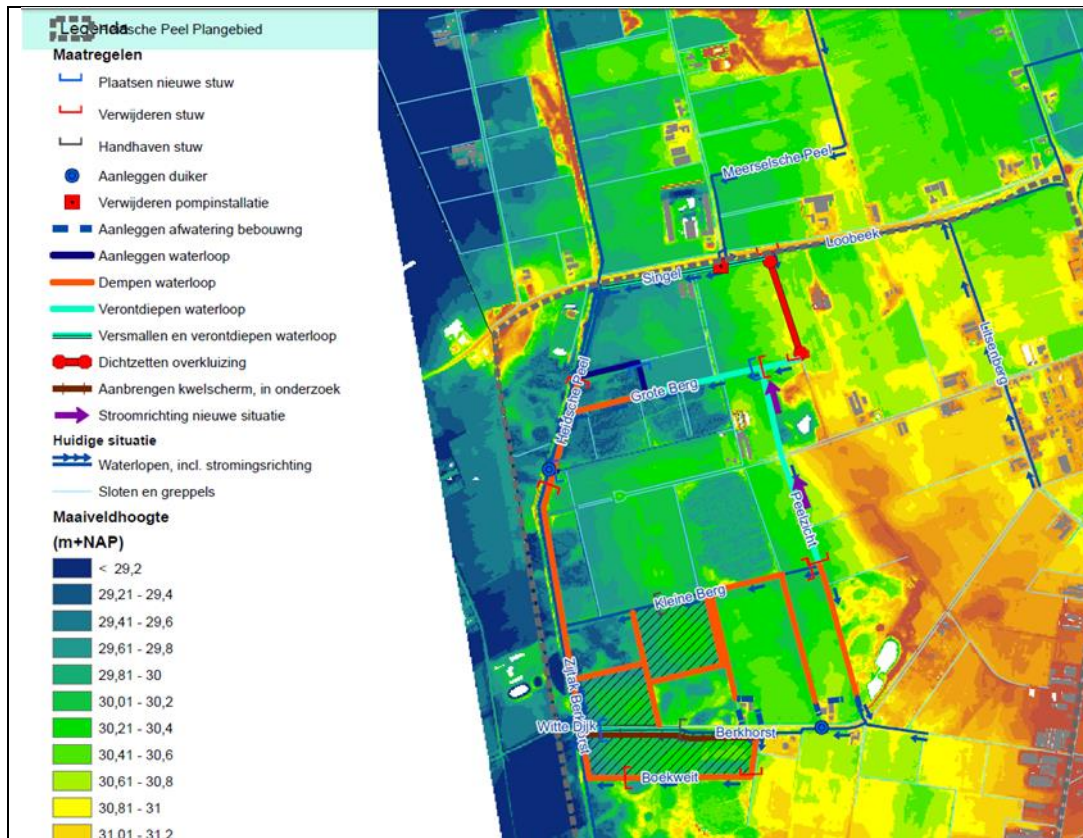 Legenda
Heidsche Peel Plangebied
Maatregelen
Plaatsen nieuwe stuw
Verwijderen stuw
Handhaven stuw
Aanleggen duiker
Verwijderen pompinstallatie
Aanleggen afwatering bebouwng
Aanleggen waterloop
Dempen waterloop
Verontdiepen waterloop
Versmallen en verontdiepen waterloop
Dichtzetten overkluizing
Aanbrengen kwelscherm, in onderzoek
Stroomrichting nieuwe situatie
Huidige situatie
Waterlopen, incl. stromingsrichting
Sloten en greppels
Maaiveldhoogte
(m+NAP)
< 29,2
29,21 - 29,4
29,41 - 29,6
29,61 - 29,8
29,81 - 30
30,01 - 30,2
30,21 - 30,4
30,41 - 30,6
30,61 - 30,8
30,81 - 31
31,01 - 31,2
Meerselsche Peel
Loobeek
Singel
Litsenberg
Heidsche Peel
Grote Berg
Peelzicht
Kleine Berg
Zijtak Berkhorst
Witte Dijk
Berkhorst
Boekweit